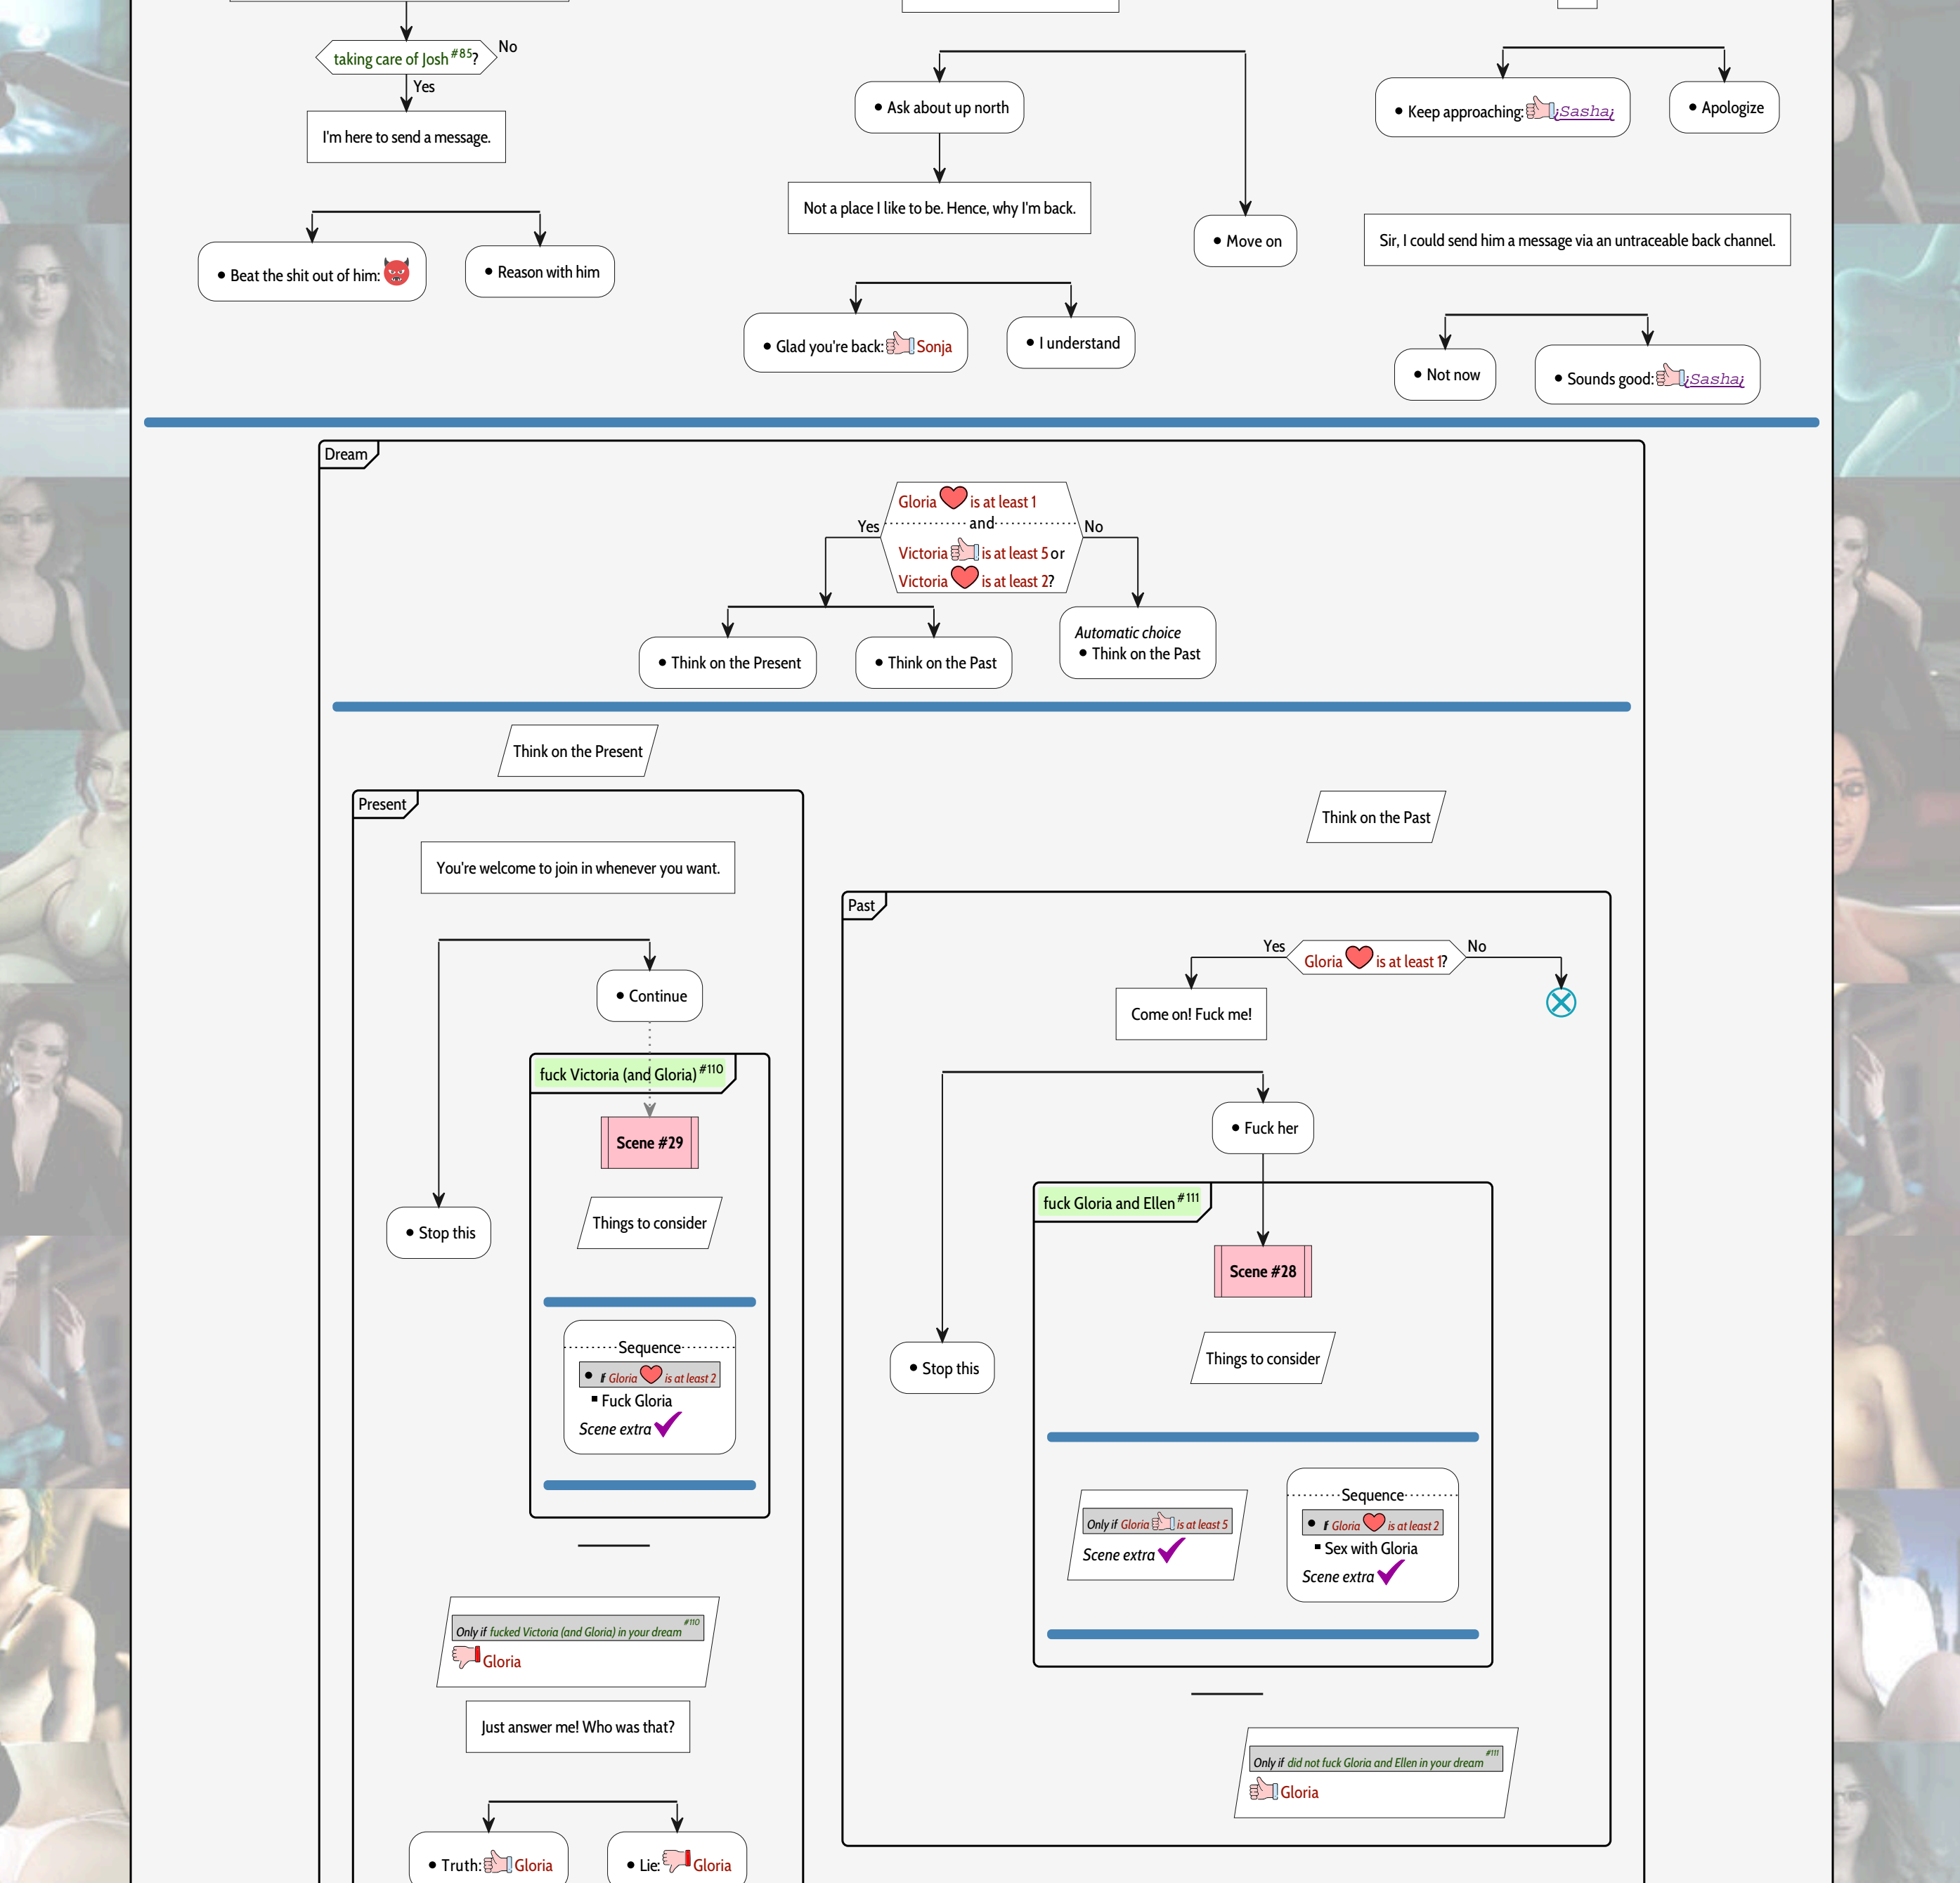 taking care of Josh #85?
No
Yes
I'm here to send a message.
• Beat the shit out of him:
• Reason with him
• Ask about up north
Not a place I like to be. Hence, why I'm back.
• Move on
• Glad you're back: Sonja
• I understand
• Keep approaching: ¿Sasha¿
• Apologize
Sir, I could send him a message via an untraceable back channel.
• Not now
• Sounds good: ¿Sasha¿
Dream
Gloria is at least 1
Yes
and
No
Victoria is at least 5 or
Victoria is at least 2?
• Think on the Present
• Think on the Past
Automatic choice
• Think on the Past
Think on the Present
Present
You're welcome to join in whenever you want.
• Continue
fuck Victoria (and Gloria) #110
Scene #29
Things to consider
• Stop this
Sequence
• If Gloria is at least 2
▪ Fuck Gloria
Scene extra
Only if fucked Victoria (and Gloria) in your dream #110
Gloria
Just answer me! Who was that?
• Truth: Gloria
• Lie: Gloria
Think on the Past
Past
Yes
Gloria is at least 1?
No
Come on! Fuck me!
• Fuck her
fuck Gloria and Ellen #111
Scene #28
Things to consider
• Stop this
Only if Gloria is at least 5
Scene extra
Sequence
• If Gloria is at least 2
▪ Sex with Gloria
Scene extra
Only if did not fuck Gloria and Ellen in your dream #111
Gloria